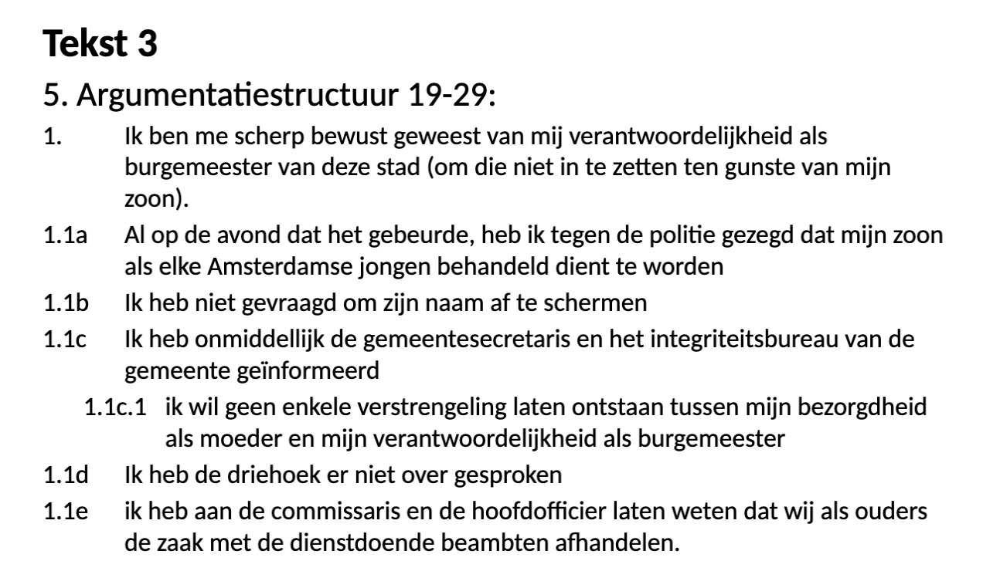 Tekst 3
5. Argumentatiestructuur 19-29:
1. Ik ben me scherp bewust geweest van mij verantwoordelijkheid als
burgemeester van deze stad (om die niet in te zetten ten gunste van mijn
zoon).
1.1a Al op de avond dat het gebeurde, heb ik tegen de politie gezegd dat mijn zoon
als elke Amsterdamse jongen behandeld dient te worden
1.1b Ik heb niet gevraagd om zijn naam af te schermen
1.1c Ik heb onmiddellijk de gemeentesecretaris en het integriteitsbureau van de
gemeente geïnformeerd
1.1c.1 ik wil geen enkele verstrengeling laten ontstaan tussen mijn bezorgdheid
als moeder en mijn verantwoordelijkheid als burgemeester
1.1d Ik heb de driehoek er niet over gesproken
1.1e ik heb aan de commissaris en de hoofdofficier laten weten dat wij als ouders
de zaak met de dienstdoende beambten afhandelen.